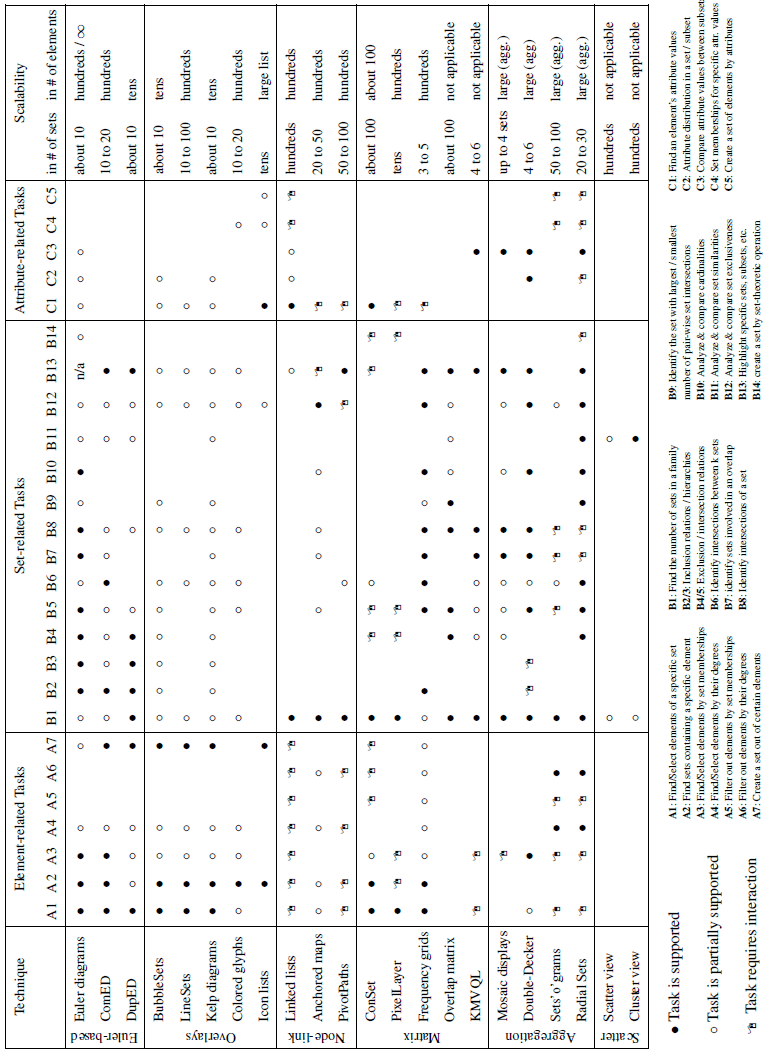 Technique Element-related Tasks Set-related Tasks Attribute-related Tasks Scalability
A1 A2 A3 A4 A5 A6 A7 B1 B2 B3 B4 B5 B6 B7 B8 B9 B10 B11 B12 B13 B14 C1 C2 C3 C4 C5 in # of sets in # of elements
Euler-based
Euler diagrams n/a about 10 hundreds / ∞
ConED 10 to 20 hundreds
DupED about 10 tens
Overlays
BubbleSets about 10 tens
LineSets 10 to 100 hundreds
Kelp diagrams about 10 tens
Colored glyphs 10 to 20 hundreds
Icon lists tens large list
Node-link
Linked lists hundreds hundreds
Anchored maps 20 to 50 hundreds
PivotPaths 50 to 100 hundreds
Matrix
ConSet about 100 about 100
PixelLayer tens hundreds
Frequency grids 3 to 5 hundreds
Overlap matrix about 100 not applicable
KMVQL 4 to 6 not applicable
Aggregation
Mosaic displays up to 4 sets large (agg.)
Double-Decker 4 to 6 large (agg)
Sets'o'grams 50 to 100 large (agg.)
Radial Sets 20 to 30 large (agg.)
Scatter
Scatter view hundreds not applicable
Cluster view hundreds not applicable
Task is supported
Task is partially supported
Task requires interaction
A1: Find/Select elements of a specific set
A2: Find sets containing a specific element
A3: Find/Select elements by set memberships
A4: Find/Select elements by their degrees
A5: Filter out elements by set memberships
A6: Filter out elements by their degrees
A7: Create a set out of certain elements
B1: Find the number of sets in a family
B2/3: Inclusion relations / hierarchies
B4/5: Exclusion / intersection relations
B6: Identify intersections between k sets
B7: identify sets involved in an overlap
B8: Identify intersections of a set
B9: Identify the set with largest / smallest
number of pair-wise set intersections
B10: Analyze & compare cardinalities
B11: Analyze & compare set similarities
B12: Analyze & compare set exclusiveness
B13: Highlight specific sets, subsets, etc.
B14: create a set by set-theoretic operation
C1: Find an element's attribute values
C2: Attribute distribution in a set / subset
C3: Compare attribute values between subsets
C4: Set memberships for specific attr. values
C5: Create a set of elements by attributes